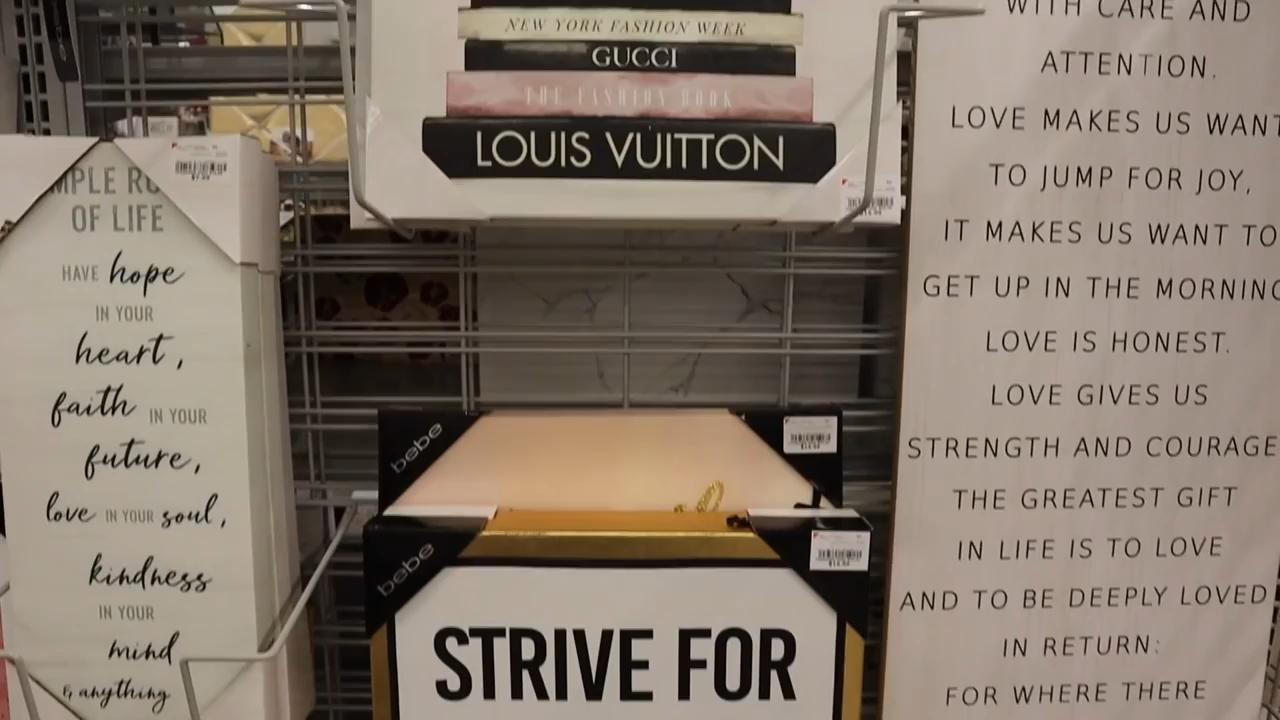 NEW YORK FASHION WEEK
GUCCI
THE FASHION BOOK
LOUIS VUITTON
OF LIFE
HAVE hope
IN YOUR
heart,
faith IN YOUR
future,
love IN YOUR soul,
kindness
IN YOUR
mind
& anything
bebe
bebe
STRIVE FOR
WITH CARE AND
ATTENTION.
LOVE MAKES US WANT
TO JUMP FOR JOY,
IT MAKES US WANT TO
GET UP IN THE MORNING
LOVE IS HONEST.
LOVE GIVES US
STRENGTH AND COURAGE
THE GREATEST GIFT
IN LIFE IS TO LOVE
AND TO BE DEEPLY LOVED
IN RETURN:
FOR WHERE THERE